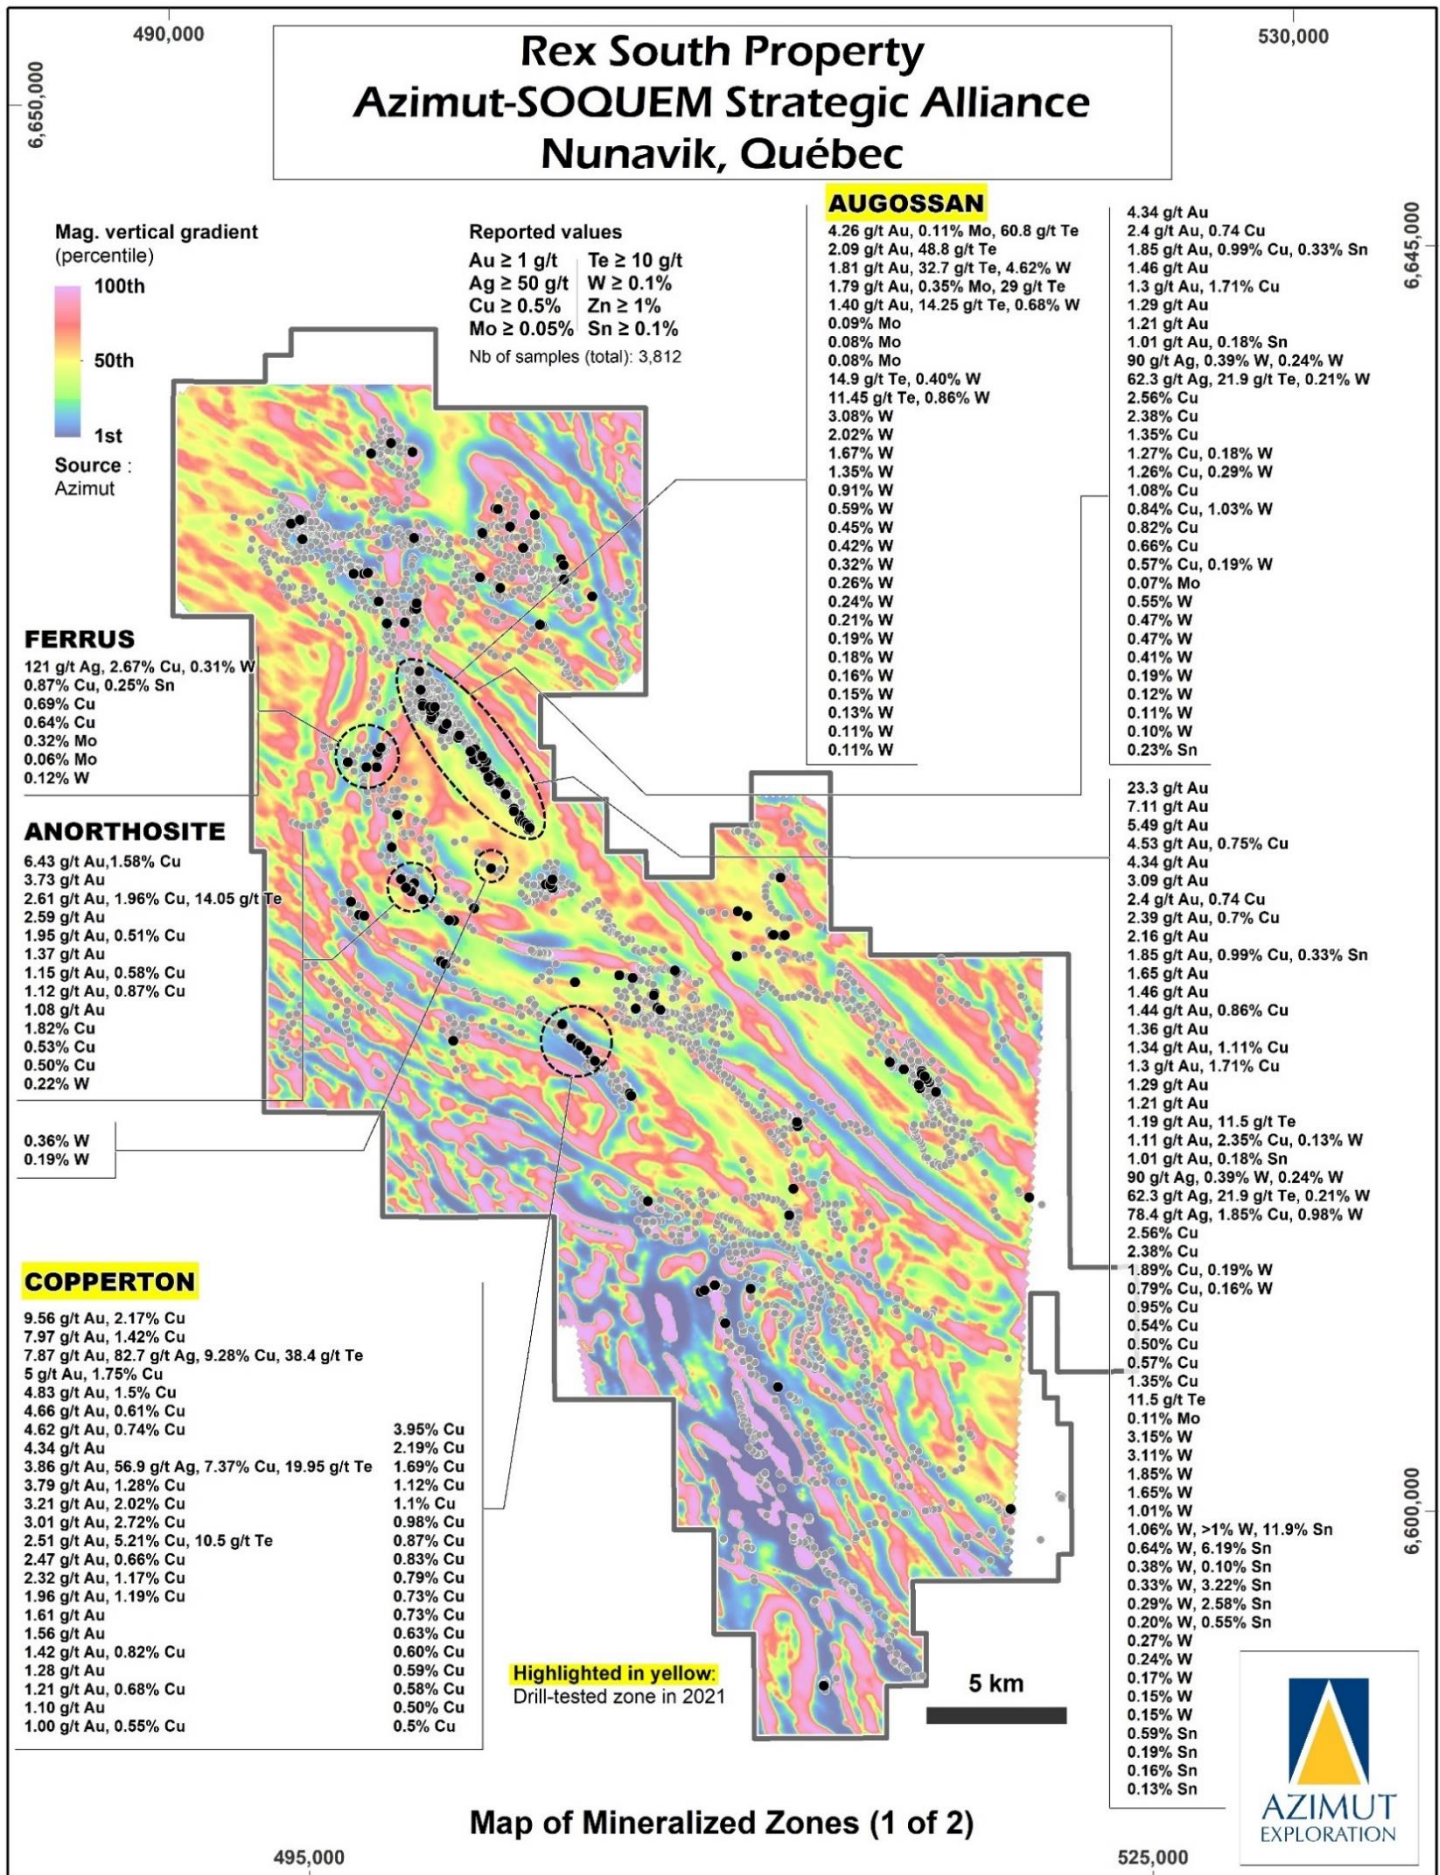 490,000
530,000
6,650,000
Rex South Property
Azimut-SOQUEM Strategic Alliance
Nunavik, Québec
6,645,000
Mag. vertical gradient
(percentile)
100th
50th
1st
Source :
Azimut
Reported values
Au ≥ 1 g/t
Ag ≥ 50 g/t
Cu ≥ 0.5%
Mo ≥ 0.05%
Te ≥ 10 g/t
W ≥ 0.1%
Zn ≥ 1%
Sn ≥ 0.1%
Nb of samples (total): 3,812
AUGOSSAN
4.26 g/t Au, 0.11% Mo, 60.8 g/t Te
2.09 g/t Au, 48.8 g/t Te
1.81 g/t Au, 32.7 g/t Te, 4.62% W
1.79 g/t Au, 0.35% Mo, 29 g/t Te
1.40 g/t Au, 14.25 g/t Te, 0.68% W
0.09% Mo
0.08% Mo
0.08% Mo
14.9 g/t Te, 0.40% W
11.45 g/t Te, 0.86% W
3.08% W
2.02% W
1.67% W
1.35% W
0.91% W
0.59% W
0.45% W
0.42% W
0.32% W
0.26% W
0.24% W
0.21% W
0.19% W
0.18% W
0.16% W
0.15% W
0.13% W
0.11% W
0.11% W
4.34 g/t Au
2.4 g/t Au, 0.74 Cu
1.85 g/t Au, 0.99% Cu, 0.33% Sn
1.46 g/t Au
1.3 g/t Au, 1.71% Cu
1.29 g/t Au
1.21 g/t Au
1.01 g/t Au, 0.18% Sn
90 g/t Ag, 0.39% W, 0.24% W
62.3 g/t Ag, 21.9 g/t Te, 0.21% W
2.56% Cu
2.38% Cu
1.35% Cu
1.27% Cu, 0.18% W
1.26% Cu, 0.29% W
1.08% Cu
0.84% Cu, 1.03% W
0.82% Cu
0.66% Cu
0.57% Cu, 0.19% W
0.07% Mo
0.55% W
0.47% W
0.47% W
0.41% W
0.19% W
0.12% W
0.11% W
0.10% W
0.23% Sn
FERRUS
121 g/t Ag, 2.67% Cu, 0.31% W
0.87% Cu, 0.25% Sn
0.69% Cu
0.64% Cu
0.32% Mo
0.06% Mo
0.12% W
ANORTHOSITE
6.43 g/t Au,1.58% Cu
3.73 g/t Au
2.61 g/t Au, 1.96% Cu, 14.05 g/t Te
2.59 g/t Au
1.95 g/t Au, 0.51% Cu
1.37 g/t Au
1.15 g/t Au, 0.58% Cu
1.12 g/t Au, 0.87% Cu
1.08 g/t Au
1.82% Cu
0.53% Cu
0.50% Cu
0.22% W
0.36% W
0.19% W
23.3 g/t Au
7.11 g/t Au
5.49 g/t Au
4.53 g/t Au, 0.75% Cu
4.34 g/t Au
3.09 g/t Au
2.4 g/t Au, 0.74 Cu
2.39 g/t Au, 0.7% Cu
2.16 g/t Au
1.85 g/t Au, 0.99% Cu, 0.33% Sn
1.65 g/t Au
1.46 g/t Au
1.44 g/t Au, 0.86% Cu
1.36 g/t Au
1.34 g/t Au, 1.11% Cu
1.3 g/t Au, 1.71% Cu
1.29 g/t Au
1.21 g/t Au
1.19 g/t Au, 11.5 g/t Te
1.11 g/t Au, 2.35% Cu, 0.13% W
1.01 g/t Au, 0.18% Sn
90 g/t Ag, 0.39% W, 0.24% W
62.3 g/t Ag, 21.9 g/t Te, 0.21% W
78.4 g/t Ag, 1.85% Cu, 0.98% W
2.56% Cu
2.38% Cu
1.89% Cu, 0.19% W
0.79% Cu, 0.16% W
0.95% Cu
0.54% Cu
0.50% Cu
0.57% Cu
1.35% Cu
11.5 g/t Te
0.11% Mo
3.15% W
3.11% W
1.85% W
1.65% W
1.01% W
1.06% W, >1% W, 11.9% Sn
0.64% W, 6.19% Sn
0.38% W, 0.10% Sn
0.33% W, 3.22% Sn
0.29% W, 2.58% Sn
0.20% W, 0.55% Sn
0.27% W
0.24% W
0.17% W
0.15% W
0.15% W
0.59% Sn
0.19% Sn
0.16% Sn
0.13% Sn
COPPERTON
9.56 g/t Au, 2.17% Cu
7.97 g/t Au, 1.42% Cu
7.87 g/t Au, 82.7 g/t Ag, 9.28% Cu, 38.4 g/t Te
5 g/t Au, 1.75% Cu
4.83 g/t Au, 1.5% Cu
4.66 g/t Au, 0.61% Cu
4.62 g/t Au, 0.74% Cu
4.34 g/t Au
3.86 g/t Au, 56.9 g/t Ag, 7.37% Cu, 19.95 g/t Te
3.79 g/t Au, 1.28% Cu
3.21 g/t Au, 2.02% Cu
3.01 g/t Au, 2.72% Cu
2.51 g/t Au, 5.21% Cu, 10.5 g/t Te
2.47 g/t Au, 0.66% Cu
2.32 g/t Au, 1.17% Cu
1.96 g/t Au, 1.19% Cu
1.61 g/t Au
1.56 g/t Au
1.42 g/t Au, 0.82% Cu
1.28 g/t Au
1.21 g/t Au, 0.68% Cu
1.10 g/t Au
1.00 g/t Au, 0.55% Cu
3.95% Cu
2.19% Cu
1.69% Cu
1.12% Cu
1.1% Cu
0.98% Cu
0.87% Cu
0.83% Cu
0.79% Cu
0.73% Cu
0.73% Cu
0.63% Cu
0.60% Cu
0.59% Cu
0.58% Cu
0.50% Cu
0.5% Cu
Highlighted in yellow:
Drill-tested zone in 2021
5 km
6,600,000
AZIMUT
EXPLORATION
Map of Mineralized Zones (1 of 2)
495,000
525,000